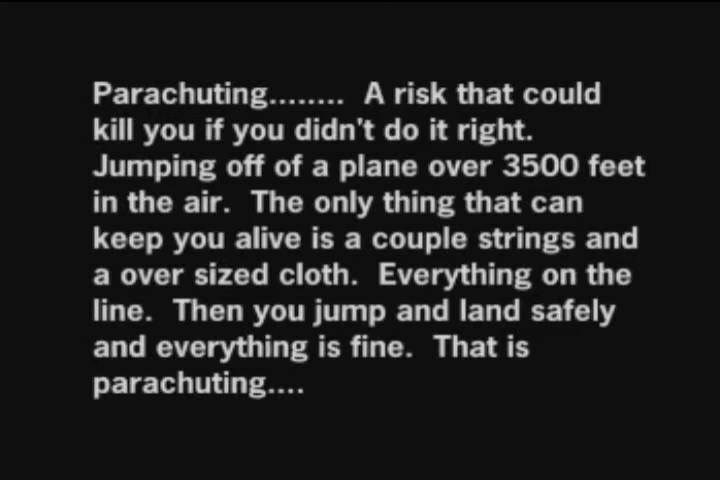 Parachuting........  A risk that could
kill you if you didn't do it right.
Jumping off of a plane over 3500 feet
in the air.  The only thing that can
keep you alive is a couple strings and
a over sized cloth.  Everything on the
line.  Then you jump and land safely
and everything is fine.  That is
parachuting....